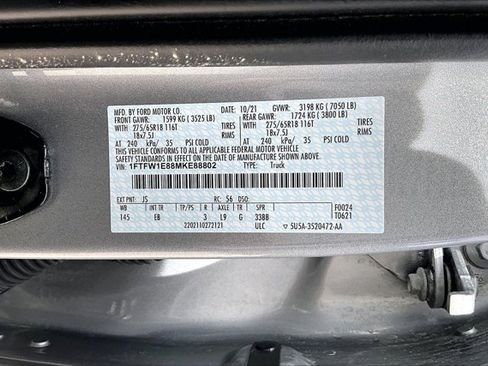 MFD. BY FORD MOTOR CO. 10/21 GVWR: 3198 KG ( 7050 LB)
FRONT GAWR: 1599 KG ( 3525 LB) REAR GAWR: 1724 KG ( 3800 LB)
WITH 275/65R18 116T TIRES WITH 275/65R18 116T TIRES
18x7.5J RIMS 18x7.5J RIMS
AT 240 kPa/ 35 PSI COLD AT 240 kPa/ 35 PSI COLD
THIS VEHICLE CONFORMS TO ALL APPLICABLE FEDERAL MOTOR VEHICLE SAFETY
STANDARDS IN EFFECT ON THE DATE OF MANUFACTURE SHOWN ABOVE.
VIN: 1FTFW1E88MKE88802 TYPE: Truck
EXT PNT: JS RC: 56 DSO:
WB INT TR TP/PS R AXLE TR SPR F0024
145 EB 3 L9 G 33BB T0621
2202110272121 ULC 5U5A-3520472-AA